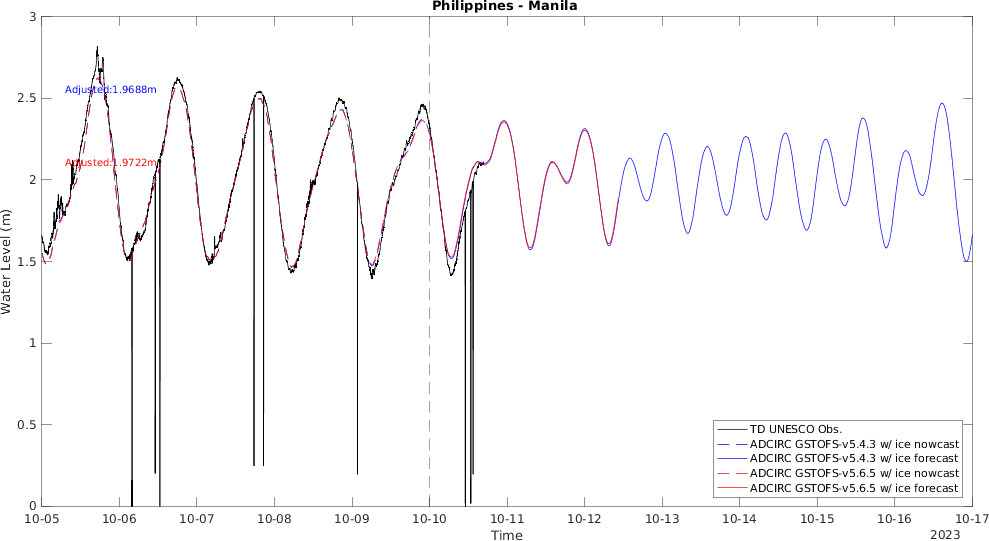 Philippines - Manila
3
2.5
2
1.5
1
0.5
0
Water Level (m)
Adjusted:1.9688m
Adjusted:1.9722m
TD UNESCO Obs.
ADCIRC GSTOFS-v5.4.3 w/ ice nowcast
ADCIRC GSTOFS-v5.4.3 w/ ice forecast
ADCIRC GSTOFS-v5.6.5 w/ ice nowcast
ADCIRC GSTOFS-v5.6.5 w/ ice forecast
10-05 10-06 10-07 10-08 10-09 10-10 10-11 10-12 10-13 10-14 10-15 10-16 10-17
Time
2023